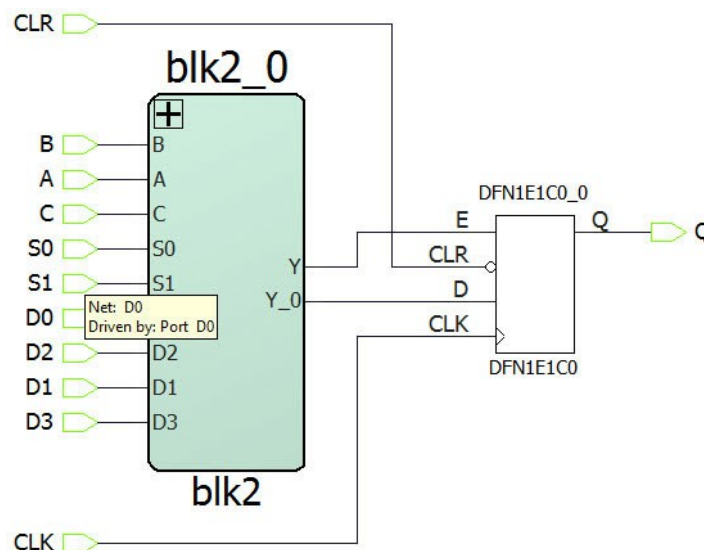 CLR
blk2_0
B B
A A
C C
S0 S0
S1 S1
D0
Net: D0
Driven by: Port D0
D2 D2
D1 D1
D3 D3
Y
Y_0
blk2
DFN1E1C0_0
E
CLR
D
CLK
Q Q
DFN1E1C0
CLK